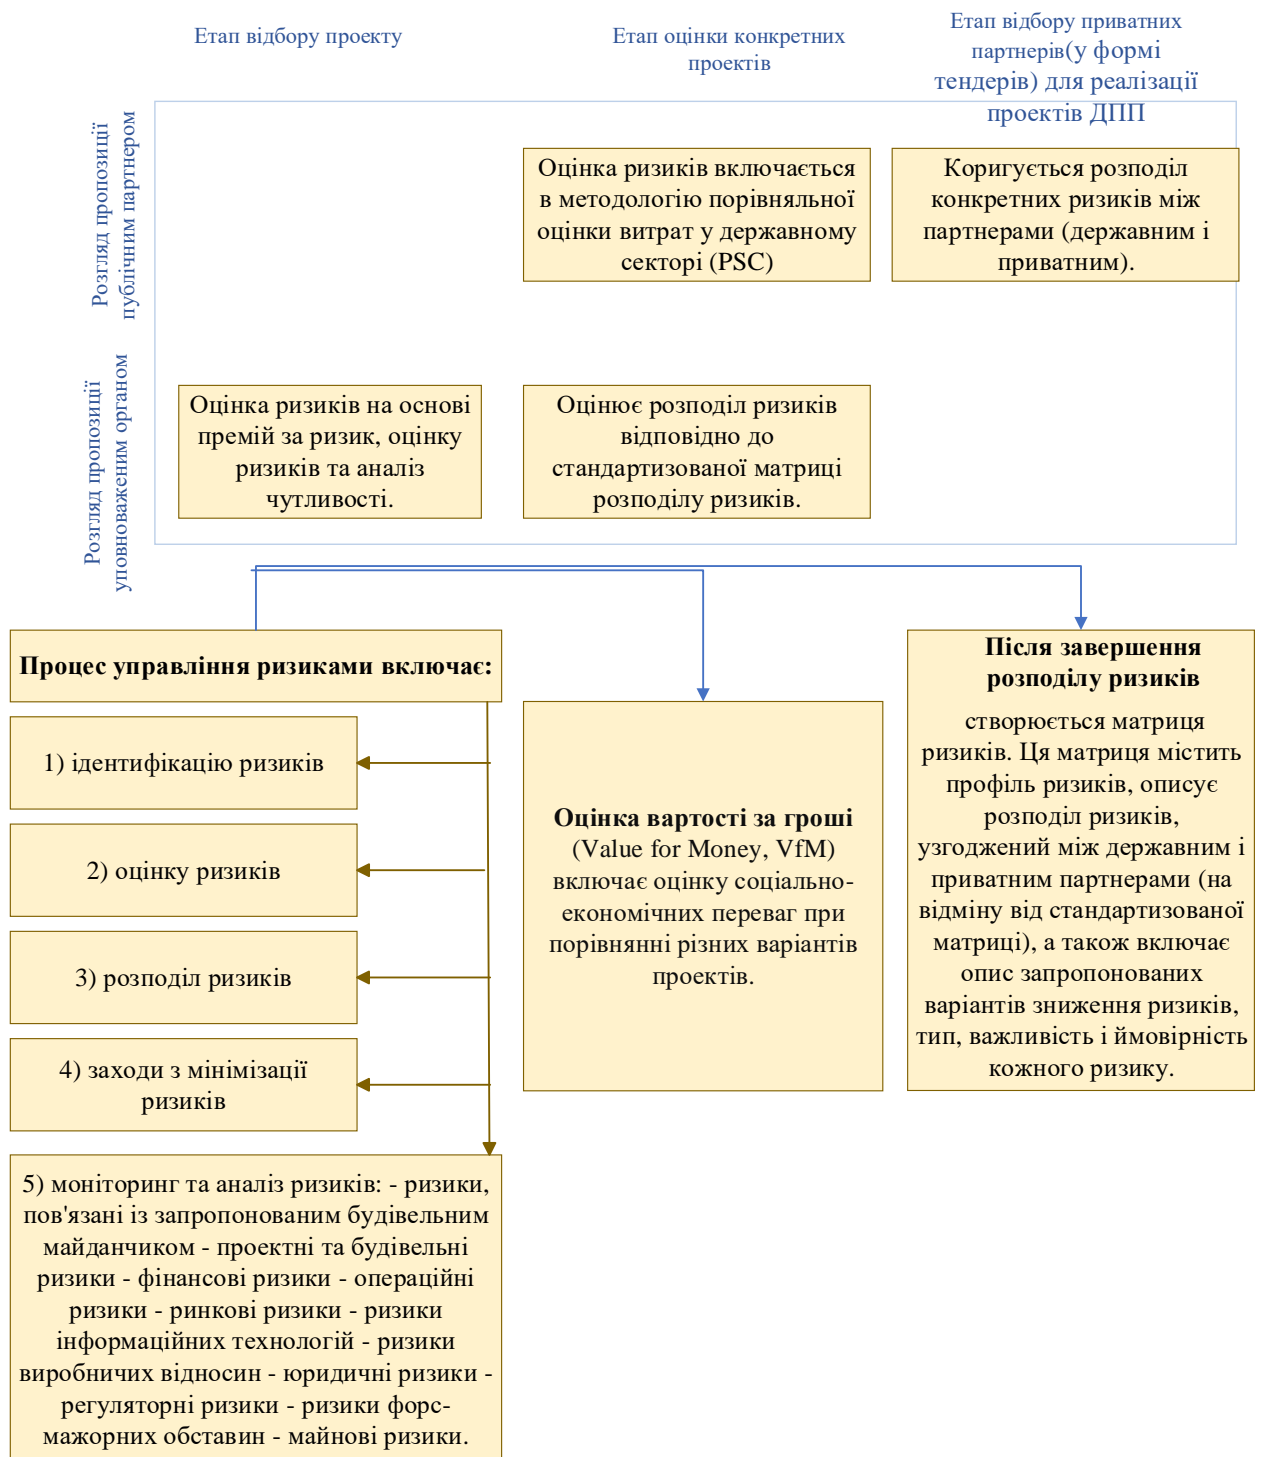 Етап відбору проекту
Етап оцінки конкретних
проектів
Етап відбору приватних
партнерів(у формі
тендерів) для реалізації
проектів ДПП
Розгляд пропозиції
публічним партнером
Оцінка ризиків включається
в методологію порівняльної
оцінки витрат у державному
секторі (PSC)
Коригується розподіл
конкретних ризиків між
партнерами (державним і
приватним).
Розгляд пропозиції
уповноваженим органом
Оцінка ризиків на основі
премій за ризик, оцінку
ризиків та аналіз
чутливості.
Оцінює розподіл ризиків
відповідно до
стандартизованої матриці
розподілу ризиків.
Процес управління ризиками включає:
1) ідентифікацію ризиків
2) оцінку ризиків
3) розподіл ризиків
4) заходи з мінімізації
ризиків
5) моніторинг та аналіз ризиків: - ризики,
пов'язані із запропонованим будівельним
майданчиком - проектні та будівельні
ризики - фінансові ризики - операційні
ризики - ринкові ризики - ризики
інформаційних технологій - ризики
виробничих відносин - юридичні ризики -
регуляторні ризики - ризики форс-
мажорних обставин - майнові ризики.
Оцінка вартості за гроші
(Value for Money, VfM)
включає оцінку соціально-
економічних переваг при
порівнянні різних варіантів
проектів.
Після завершення
розподілу ризиків
створюється матриця
ризиків. Ця матриця містить
профіль ризиків, описує
розподіл ризиків,
узгоджений між державним і
приватним партнерами (на
відміну від стандартизованої
матриці), а також включає
опис запропонованих
варіантів зниження ризиків,
тип, важливість і ймовірність
кожного ризику.